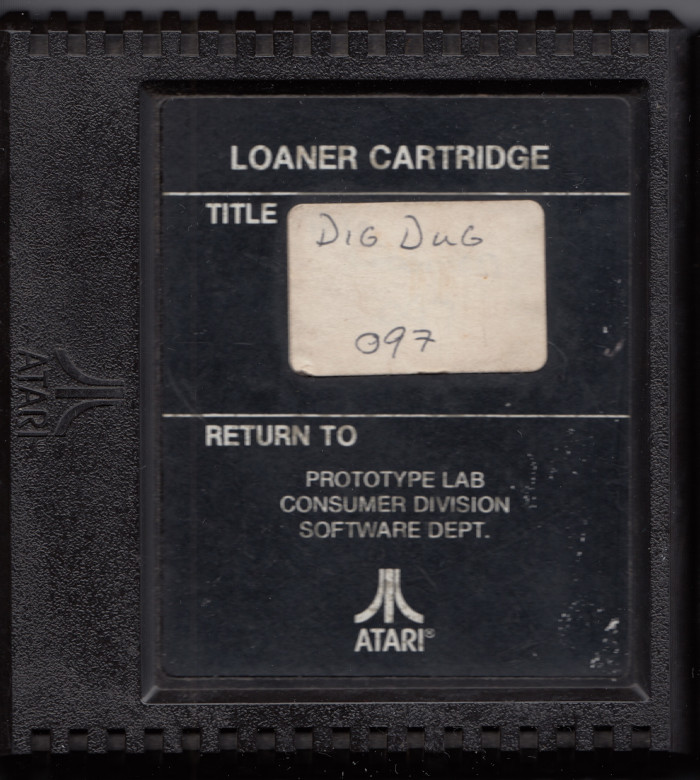 LOANER CARTRIDGE
TITLE
DIG DUG
097
RETURN TO
PROTOTYPE LAB
CONSUMER DIVISION
SOFTWARE DEPT.
ATARI®
ATARI